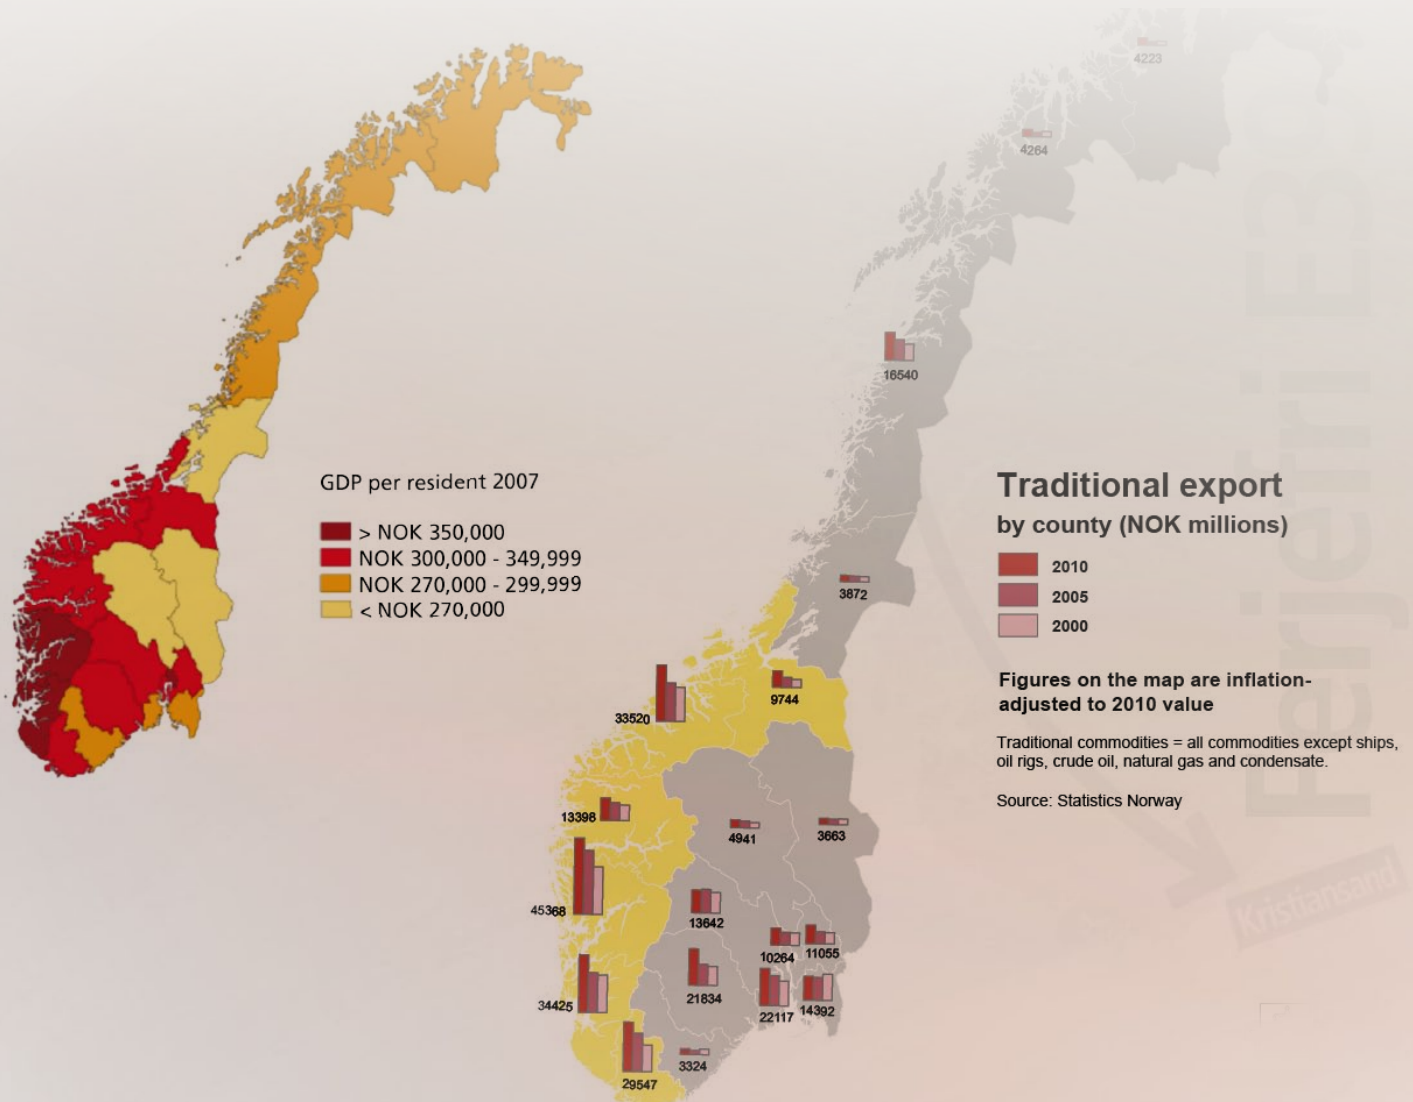 4223
4264
16540
GDP per resident 2007
> NOK 350,000
NOK 300,000 - 349,999
NOK 270,000 - 299,999
< NOK 270,000
Traditional export
by county (NOK millions)
2010
2005
2000
Figures on the map are inflation-
adjusted to 2010 value
Traditional commodities = all commodities except ships,
oil rigs, crude oil, natural gas and condensate.
Source: Statistics Norway
3872
9744
33520
13398
4941
3663
45368
13642
10264
11055
34425
21834
22117
14392
29547
3324
Ferjefri E39
Kristiansand